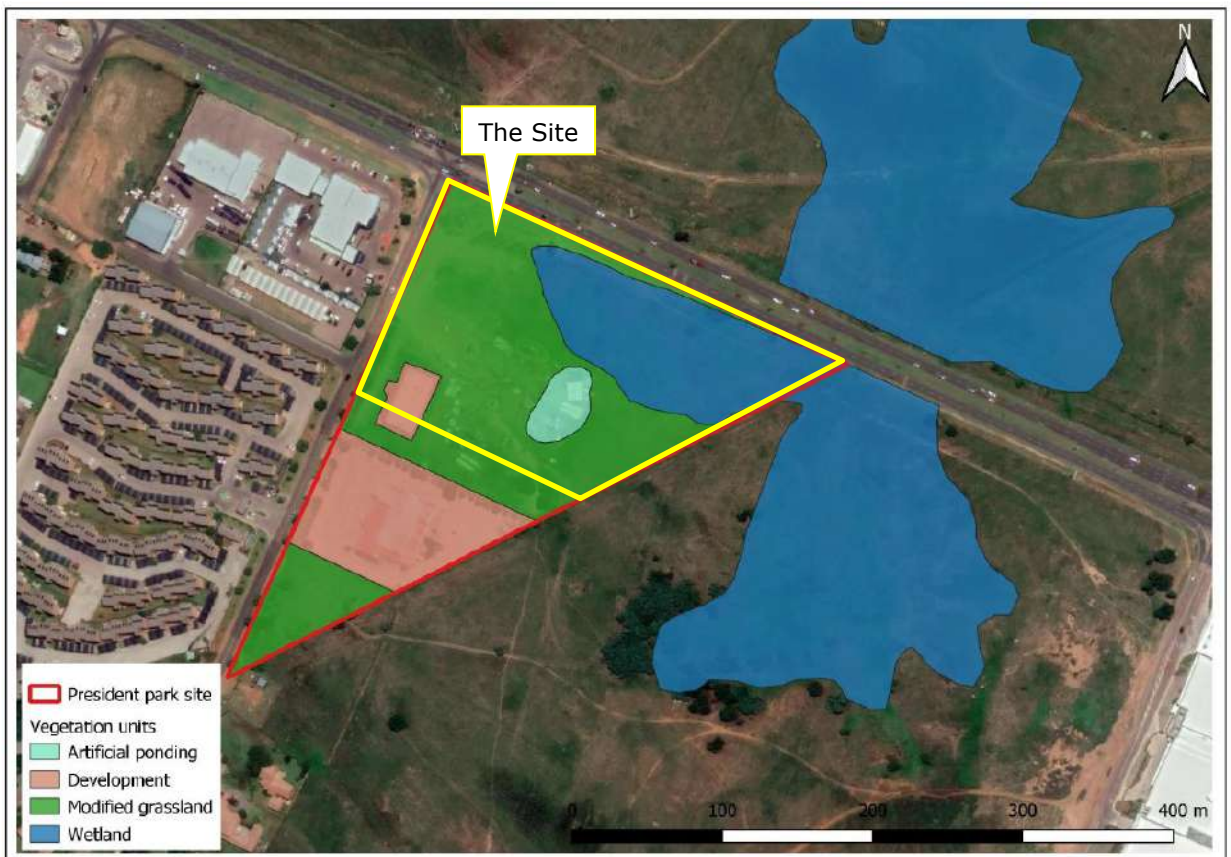 N
The Site
President park site
Vegetation units
Artificial ponding
Development
Modified grassland
Wetland
0 100 200 300 400 m